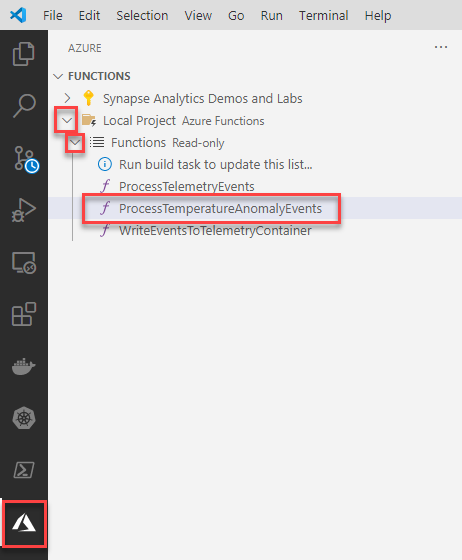 File Edit Selection View Go Run Terminal Help
AZURE ...
FUNCTIONS
Synapse Analytics Demos and Labs
Local Project Azure Functions
Functions Read-only
Run build task to update this list...
ProcessTelemetryEvents
ProcessTemperatureAnomalyEvents
WriteEventsToTelemetryContainer